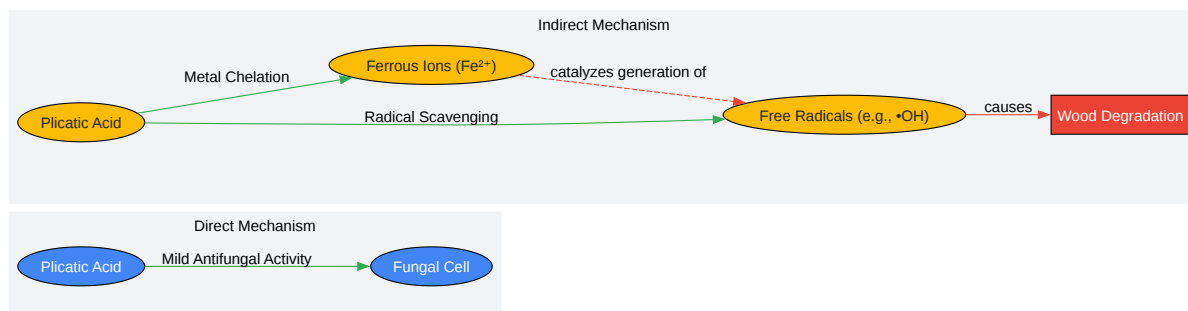 Indirect Mechanism
Ferrous Ions (Fe²⁺)
Metal Chelation
catalyzes generation of
Plicatic Acid
Radical Scavenging
Free Radicals (e.g., •OH)
causes
Wood Degradation
Direct Mechanism
Plicatic Acid
Mild Antifungal Activity
Fungal Cell